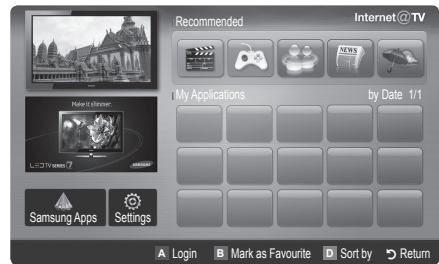 Recommended
Internet@TV
NEWS
My Applications
by Date 1/1
Make it slimmer.
LED TV SERIES 7
SAMSUNG
Samsung Apps
Settings
A Login B Mark as Favourite D Sort by Return